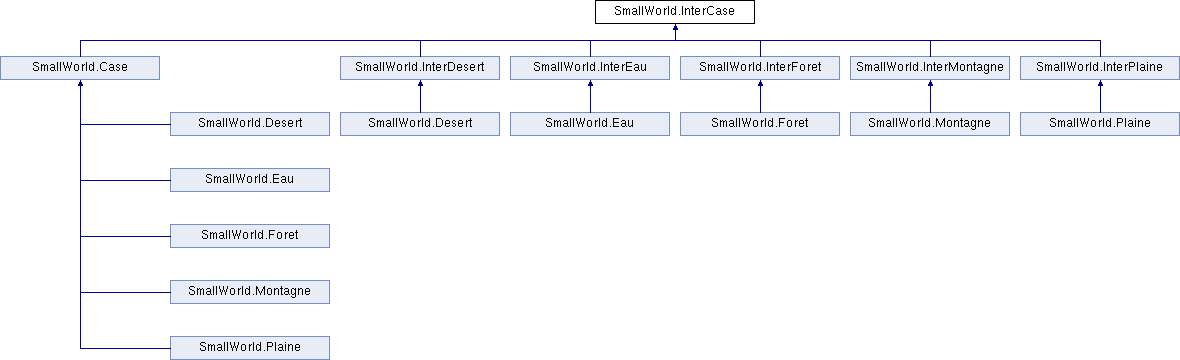 SmallWorld.InterCase
SmallWorld.Case
SmallWorld.InterDesert
SmallWorld.InterEau
SmallWorld.InterForet
SmallWorld.InterMontagne
SmallWorld.InterPlaine
SmallWorld.Desert
SmallWorld.Desert
SmallWorld.Eau
SmallWorld.Foret
SmallWorld.Montagne
SmallWorld.Plaine
SmallWorld.Eau
SmallWorld.Foret
SmallWorld.Montagne
SmallWorld.Plaine